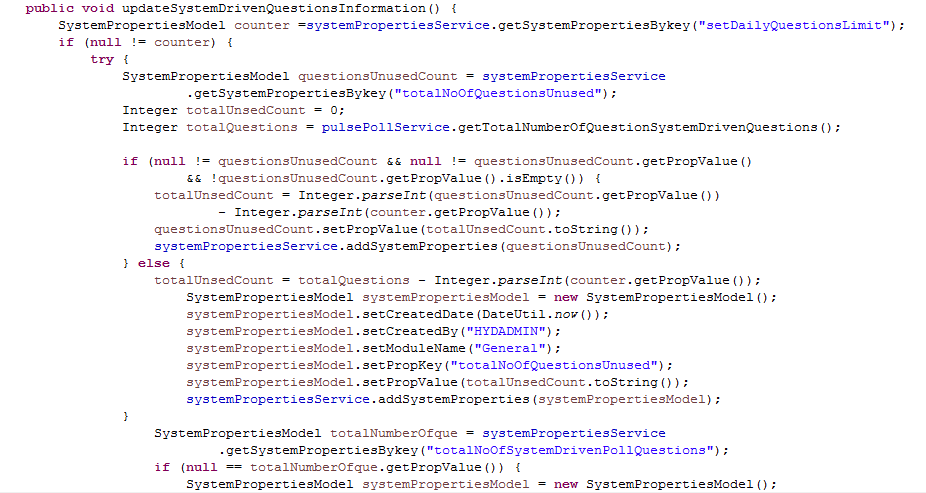 public void updateSystemDrivenQuestionsInformation() {
SystemPropertiesModel counter =systemPropertiesService.getSystemPropertiesBykey("setDailyQuestionsLimit");
if (null != counter) {
try {
SystemPropertiesModel questionsUnusedCount = systemPropertiesService
.getSystemPropertiesBykey("totalNoOfQuestionsUnused");
Integer totalUnsedCount = 0;
Integer totalQuestions = pulsePollService.getTotalNumberOfQuestionSystemDrivenQuestions();
if (null != questionsUnusedCount && null != questionsUnusedCount.getPropValue()
&& !questionsUnusedCount.getPropValue().isEmpty()) {
totalUnsedCount = Integer.parseInt(questionsUnusedCount.getPropValue())
- Integer.parseInt(counter.getPropValue());
questionsUnusedCount.setPropValue(totalUnsedCount.toString());
systemPropertiesService.addSystemProperties(questionsUnusedCount);
} else {
totalUnsedCount = totalQuestions - Integer.parseInt(counter.getPropValue());
SystemPropertiesModel systemPropertiesModel = new SystemPropertiesModel();
systemPropertiesModel.setCreatedDate(DateUtil.now());
systemPropertiesModel.setCreatedBy("HYDADMIN");
systemPropertiesModel.setModuleName("General");
systemPropertiesModel.setPropKey("totalNoOfQuestionsUnused");
systemPropertiesModel.setPropValue(totalUnsedCount.toString());
systemPropertiesService.addSystemProperties(systemPropertiesModel);
}
SystemPropertiesModel totalNumberOfque = systemPropertiesService
.getSystemPropertiesBykey("totalNoOfSystemDrivenPollQuestions");
if (null == totalNumberOfque.getPropValue()) {
SystemPropertiesModel systemPropertiesModel = new SystemPropertiesModel();